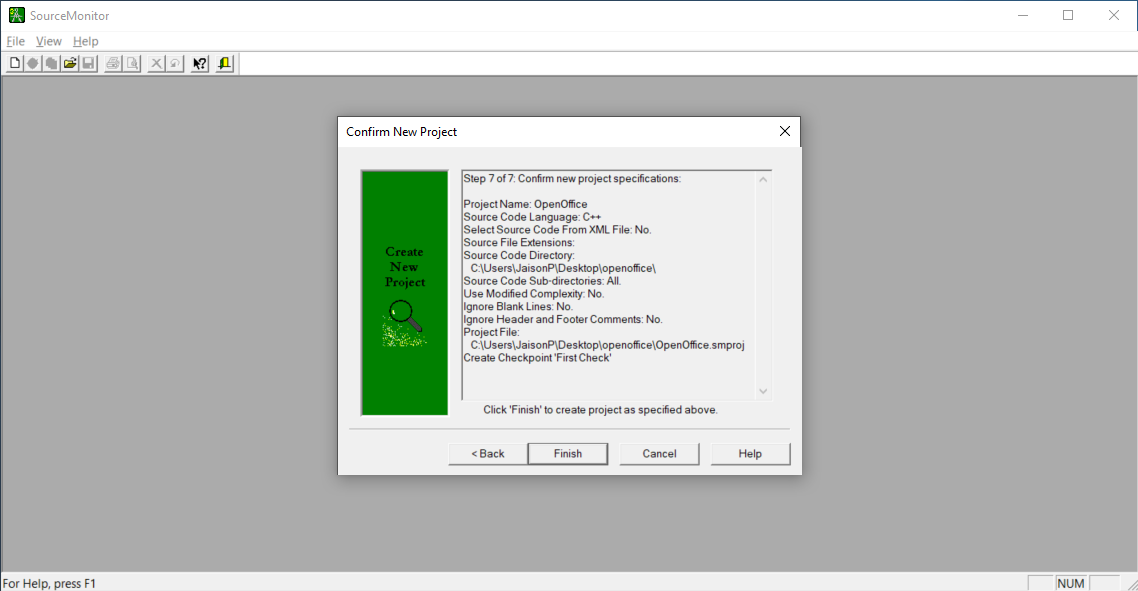 SourceMonitor
File View Help
Confirm New Project
Create
New
Project
Step 7 of 7: Confirm new project specifications:
Project Name: OpenOffice
Source Code Language: C++
Select Source Code From XML File: No.
Source File Extensions:
Source Code Directory:
C:\Users\JaisonP\Desktop\openoffice\
Source Code Sub-directories: All.
Use Modified Complexity: No.
Ignore Blank Lines: No.
Ignore Header and Footer Comments: No.
Project File:
C:\Users\JaisonP\Desktop\openoffice\OpenOffice.smproj
Create Checkpoint 'First Check'
Click 'Finish' to create project as specified above.
< Back Finish Cancel Help
For Help, press F1 NUM